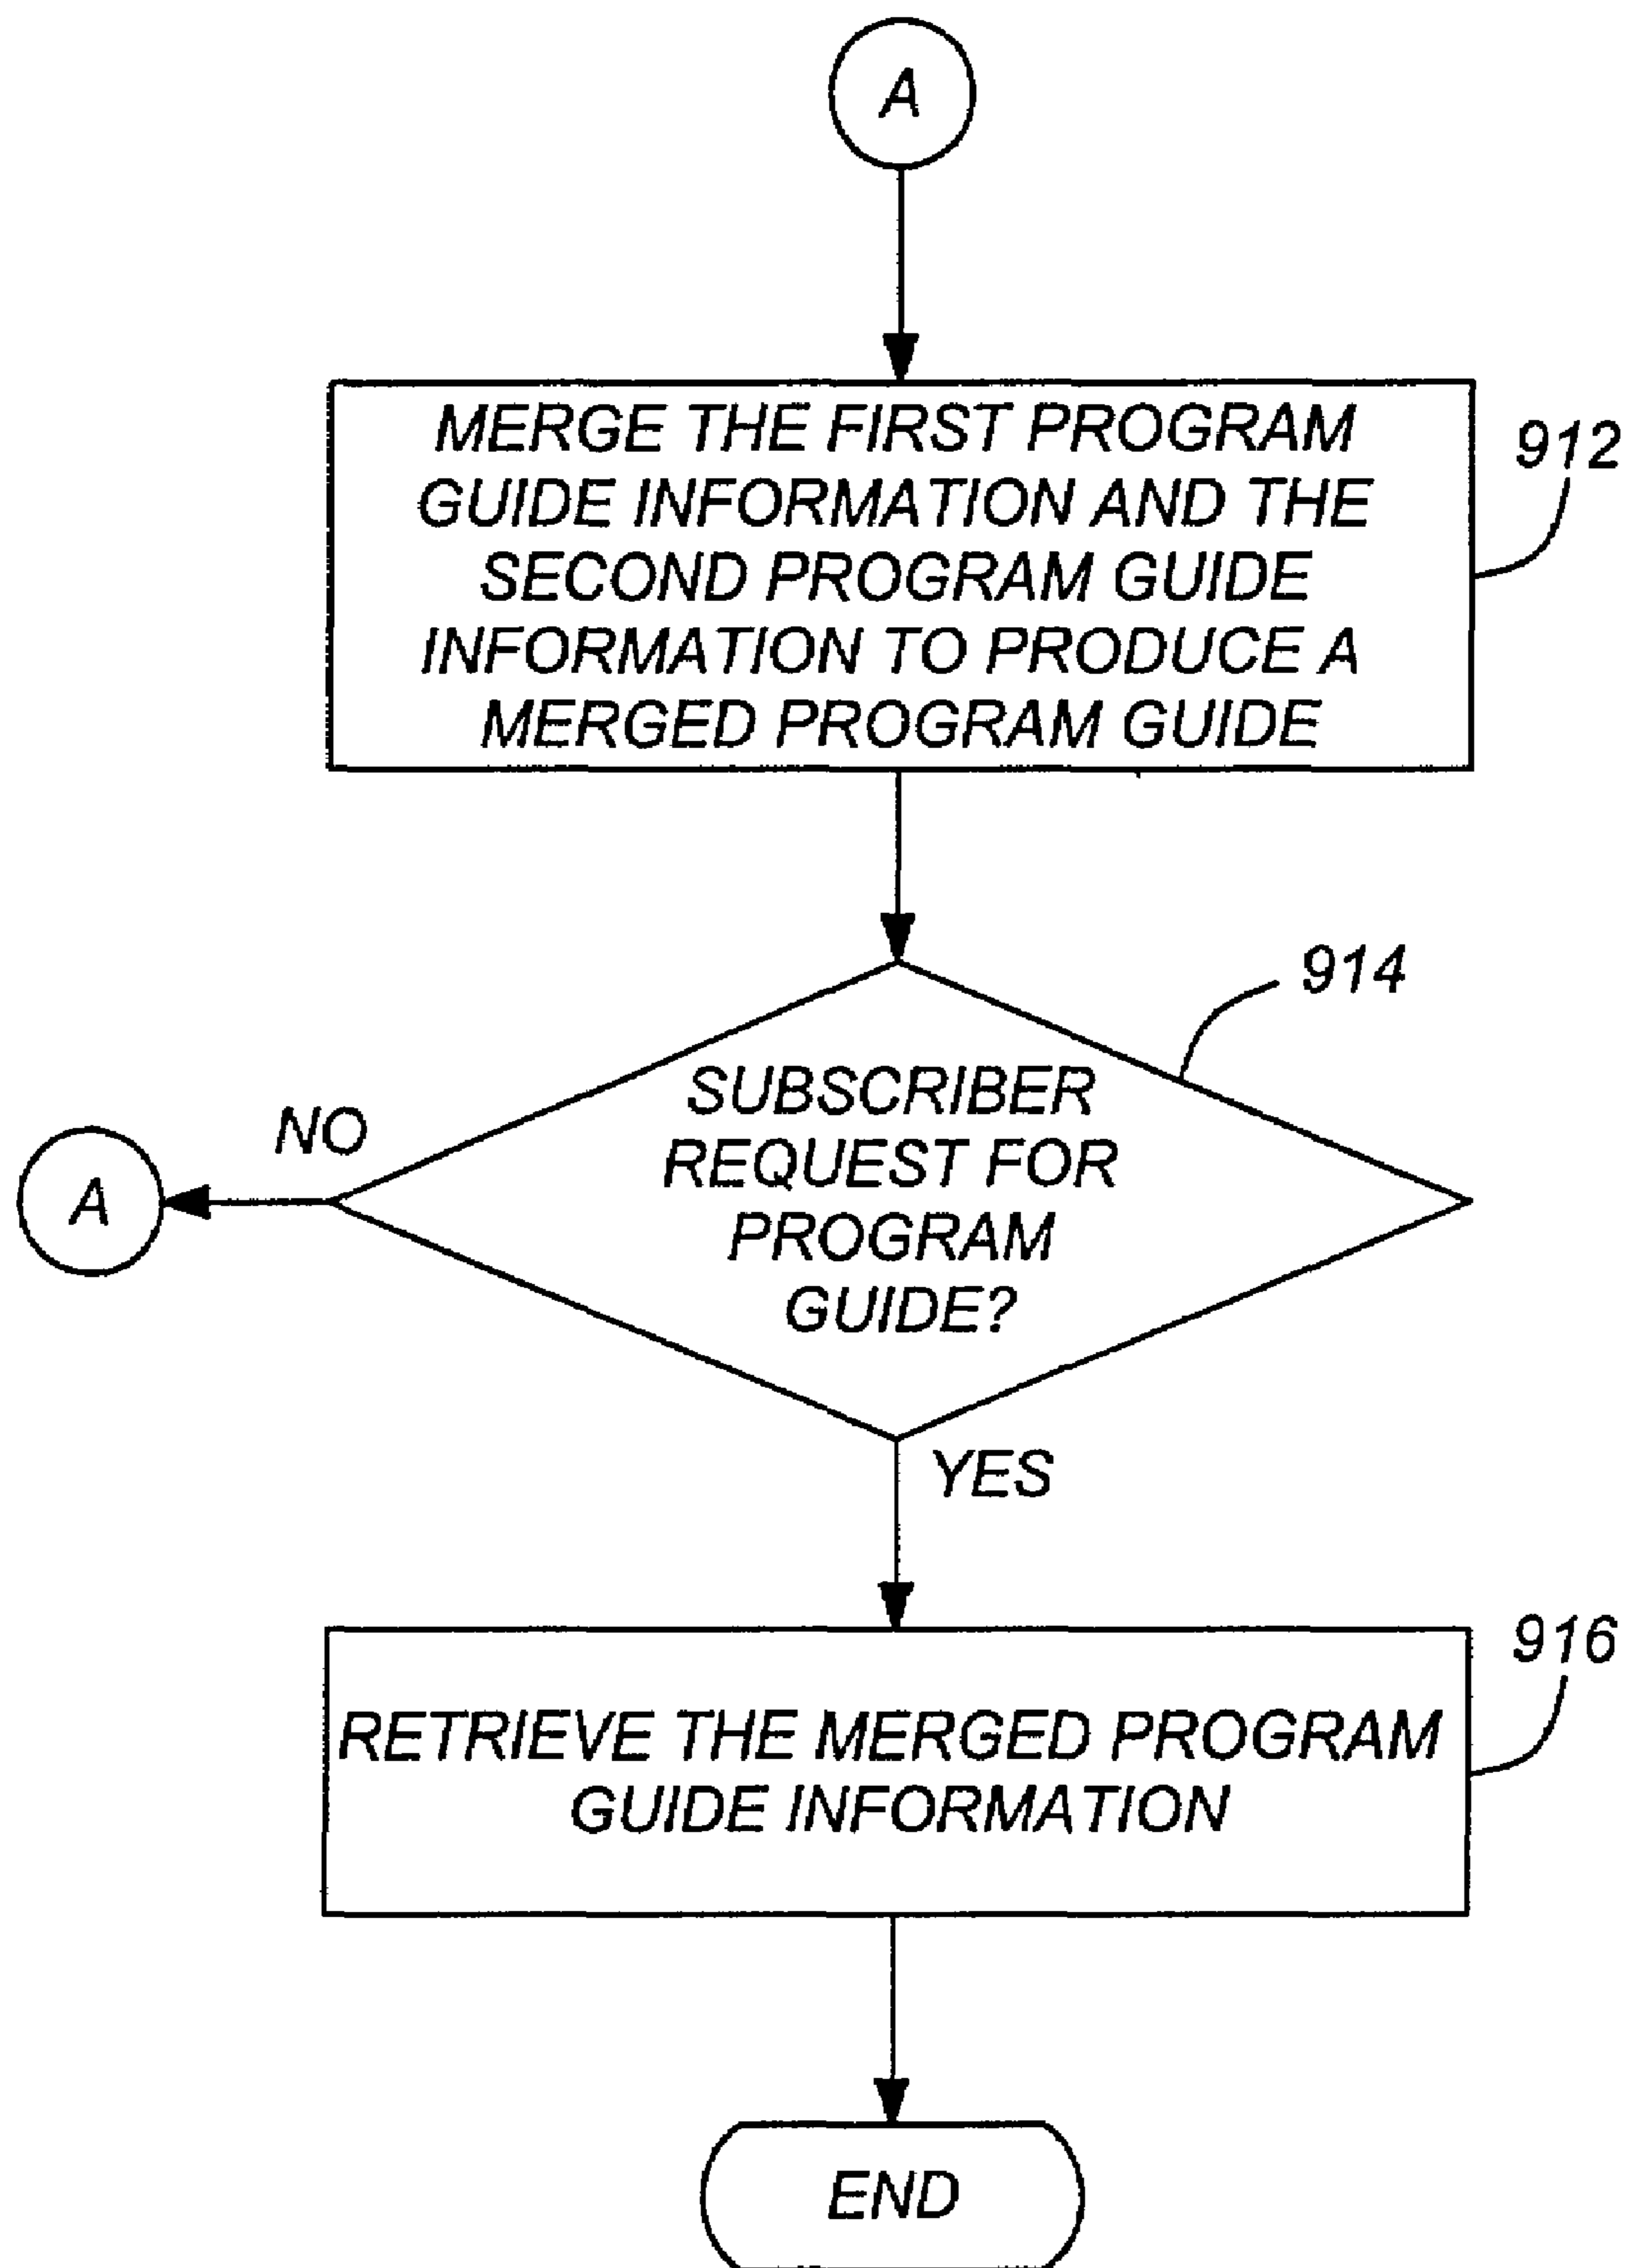 A
MERGE THE FIRST PROGRAM
GUIDE INFORMATION AND THE
SECOND PROGRAM GUIDE
INFORMATION TO PRODUCE A
MERGED PROGRAM GUIDE
912
914
SUBSCRIBER
REQUEST FOR
PROGRAM
GUIDE?
NO
A
YES
916
RETRIEVE THE MERGED PROGRAM
GUIDE INFORMATION
END